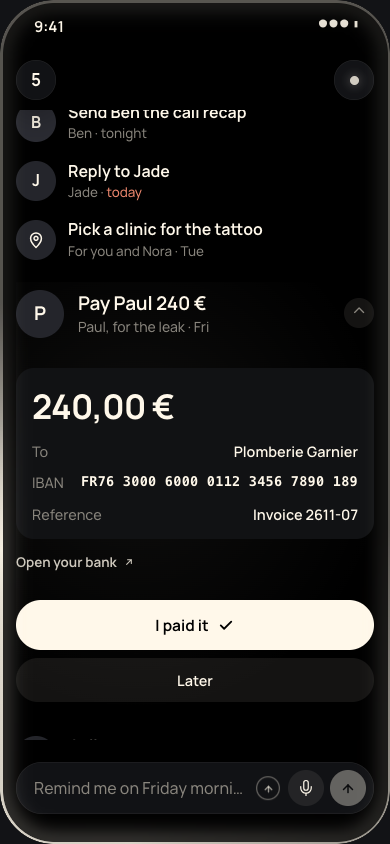 9:41
5
B
Send Ben the call recap
Ben · tonight
J
Reply to Jade
Jade · today
Pick a clinic for the tattoo
For you and Nora · Tue
P
Pay Paul 240 €
Paul, for the leak · Fri
240,00 €
To Plomberie Garnier
IBAN FR76 3000 6000 0112 3456 7890 189
Reference Invoice 2611-07
Open your bank ↗
I paid it ✓
Later
Remind me on Friday morni...